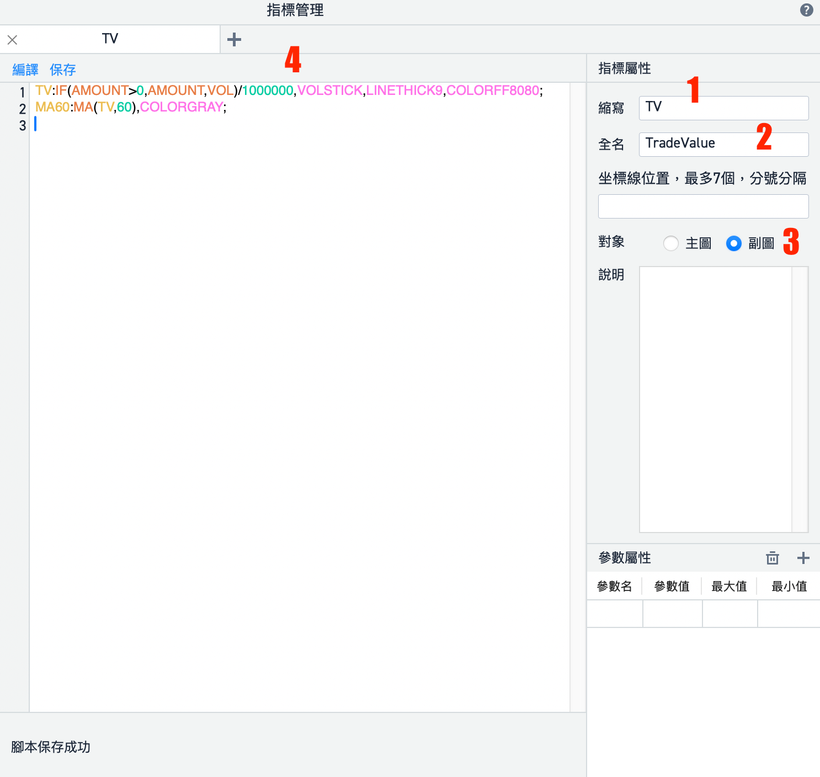 指標管理
TV
4
編譯 保存
指標屬性
1 TV:IF(AMOUNT>0,AMOUNT,VOL)/1000000,VOLSTICK,LINETHICK9,COLORFF8080;
2 MA60:MA(TV,60),COLORGRAY;
3
1
縮寫 TV
2
全名 TradeValue
坐標線位置，最多7個，分號分隔
對象 主圖 副圖 3
說明
參數屬性
參數名 參數值 最大值 最小值
腳本保存成功